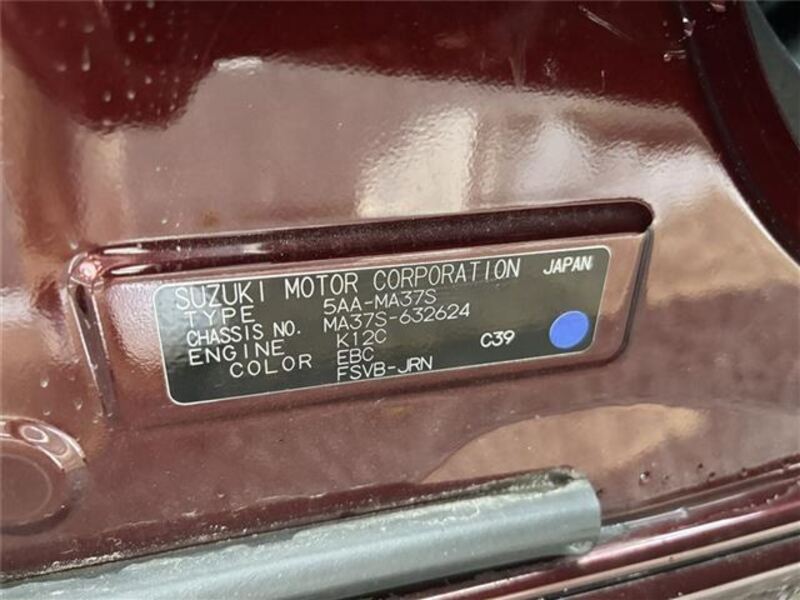 SUZUKI MOTOR CORPORATION JAPAN
TYPE 5AA-MA37S
CHASSIS NO. MA37S-632624
ENGINE K12C C39
COLOR EBC
FSVB-JRN